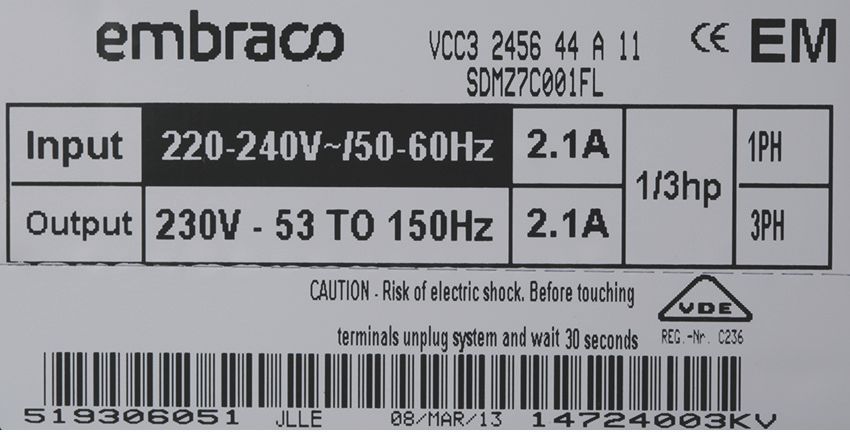 embraco VCC3 2456 44 A 11 CE EM
SDMZ7C001FL
Input 220-240V~/50-60Hz 2.1A 1/3hp 1PH
Output 230V - 53 TO 150Hz 2.1A 3PH
CAUTION - Risk of electric shock. Before touching
terminals unplug system and wait 30 seconds
VDE
REG.-Nr. C236
519306051 JLLE 08/MAR/13 14724003KV